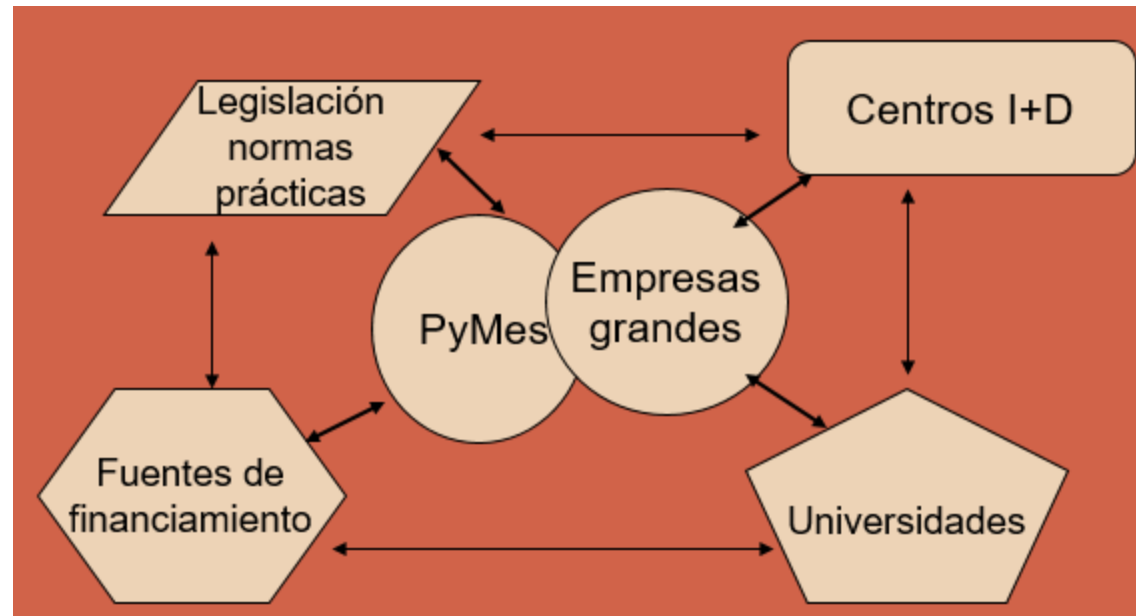 Legislación
normas
prácticas
Centros I+D
Empresas
grandes
PyMes
Fuentes de
financiamiento
Universidades